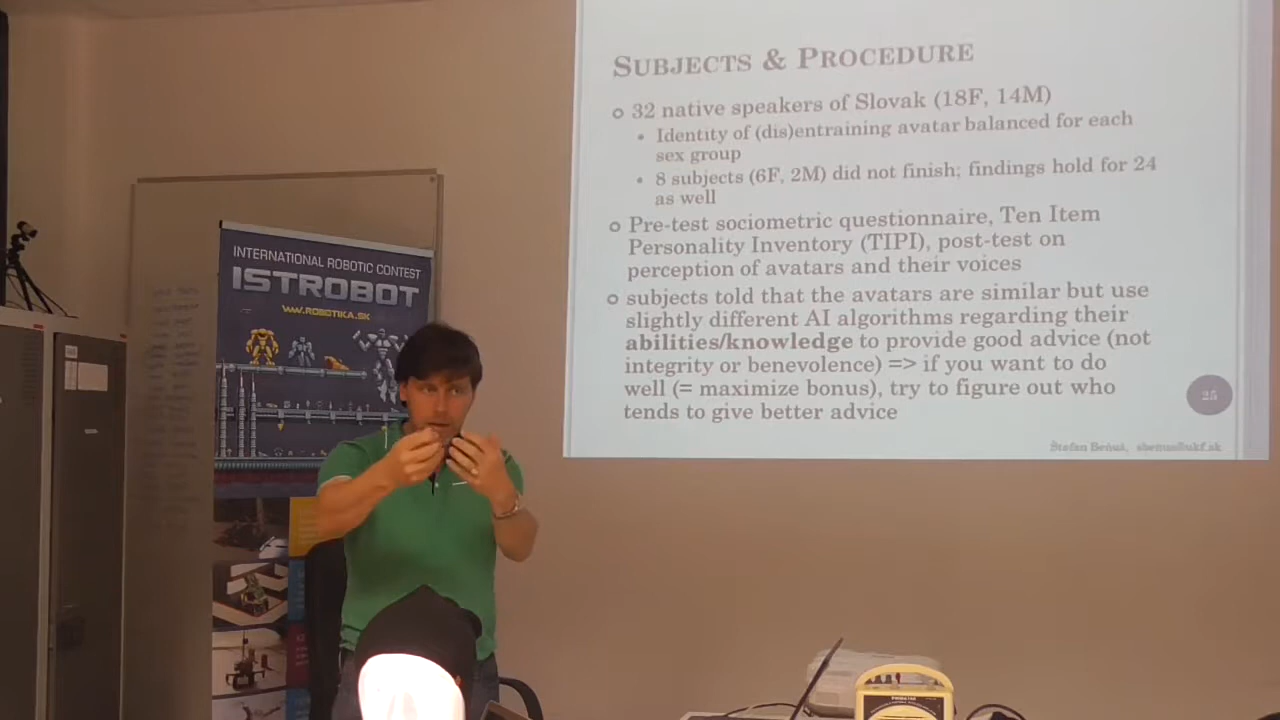 SUBJECTS & PROCEDURE
32 native speakers of Slovak (18F, 14M)
Identity of (dis)entraining avatar balanced for each
sex group
8 subjects (6F, 2M) did not finish; findings hold for 24
as well
Pre-test sociometric questionnaire, Ten Item
Personality Inventory (TIPI), post-test on
perception of avatars and their voices
subjects told that the avatars are similar but use
slightly different AI algorithms regarding their
abilities/knowledge to provide good advice (not
integrity or benevolence) => if you want to do
well (= maximize bonus), try to figure out who
tends to give better advice
25
Štefan Beňuš, sbenus@ukf.sk
INTERNATIONAL ROBOTIC CONTEST
ISTROBOT
WWW.ROBOTIKA.SK